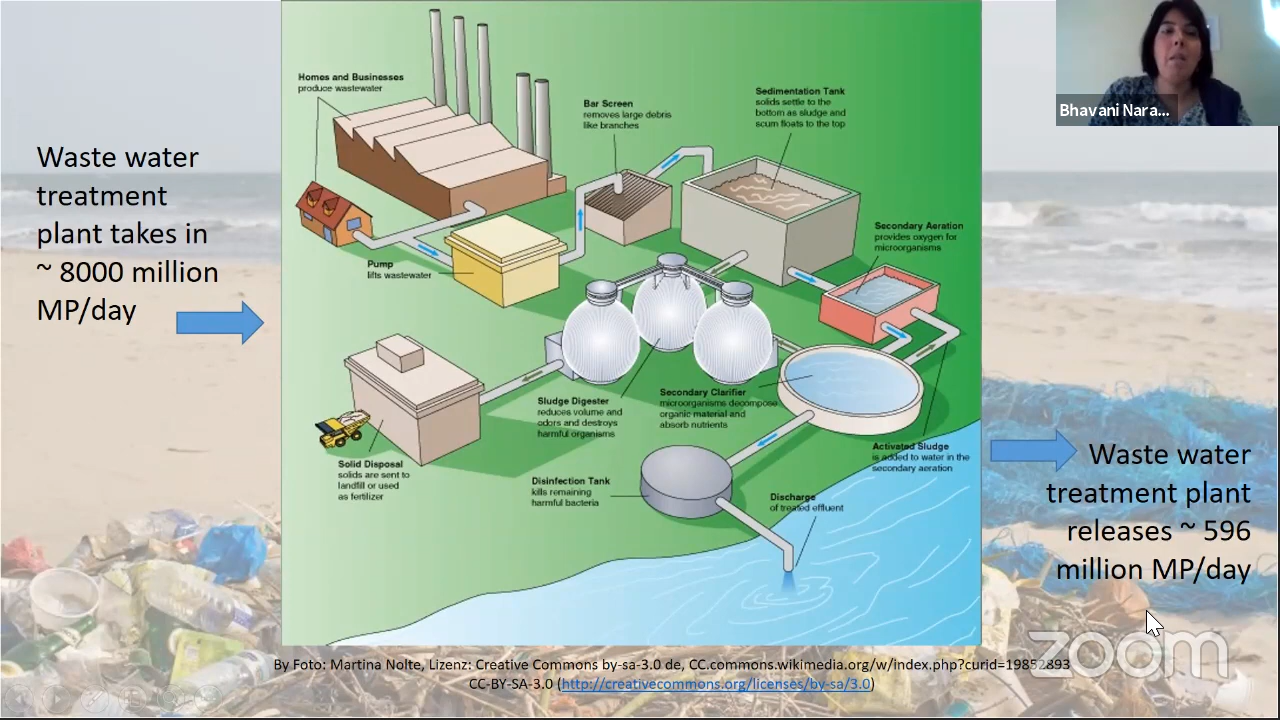 Bhavani Nara...
Waste water
treatment
plant takes in
~ 8000 million
MP/day
Homes and Businesses
produce wastewater
Bar Screen
removes large debris
like branches
Sedimentation Tank
solids settle to the
bottom as sludge and
scum floats to the top
Pump
lifts wastewater
Secondary Aeration
provides oxygen for
microorganisms
Sludge Digester
reduces volume and
odors and destroys
harmful organisms
Secondary Clarifier
microorganisms decompose
organic material and
absorb nutrients
Activated Sludge
is added to water in the
secondary aeration
Solid Disposal
solids are sent to
landfill or used
as fertilizer
Disinfection Tank
kills remaining
harmful bacteria
Discharge
of treated effluent
Waste water
treatment plant
releases ~ 596
million MP/day
zoom
By Foto: Martina Nolte, Lizenz: Creative Commons by-sa-3.0 de, CC.commons.wikimedia.org/w/index.php?curid=19852893
CC-BY-SA-3.0 (http://creativecommons.org/licenses/by-sa/3.0)